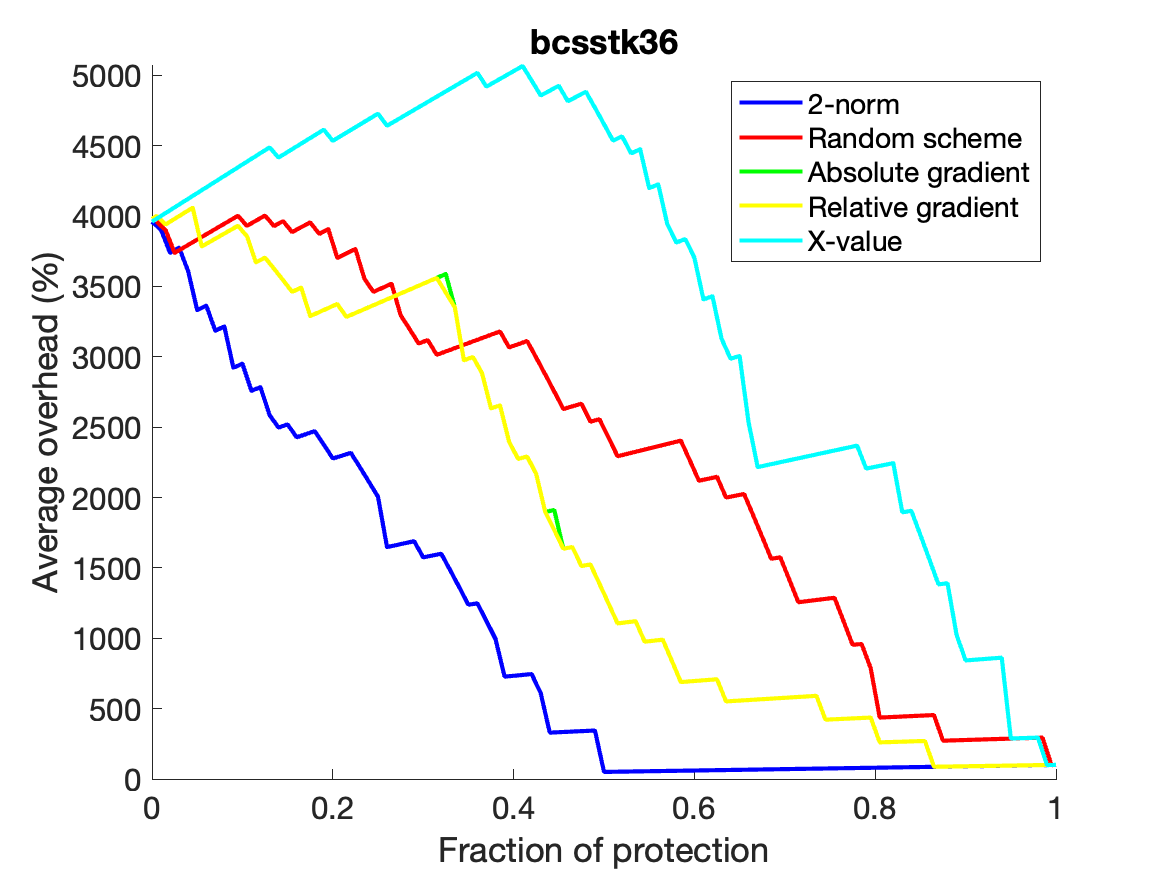 bcsstk36
5000
4500
4000
3500
3000
2500
2000
1500
1000
500
0
Average overhead (%)
2-norm
Random scheme
Absolute gradient
Relative gradient
X-value
0
0.2
0.4
0.6
0.8
1
Fraction of protection